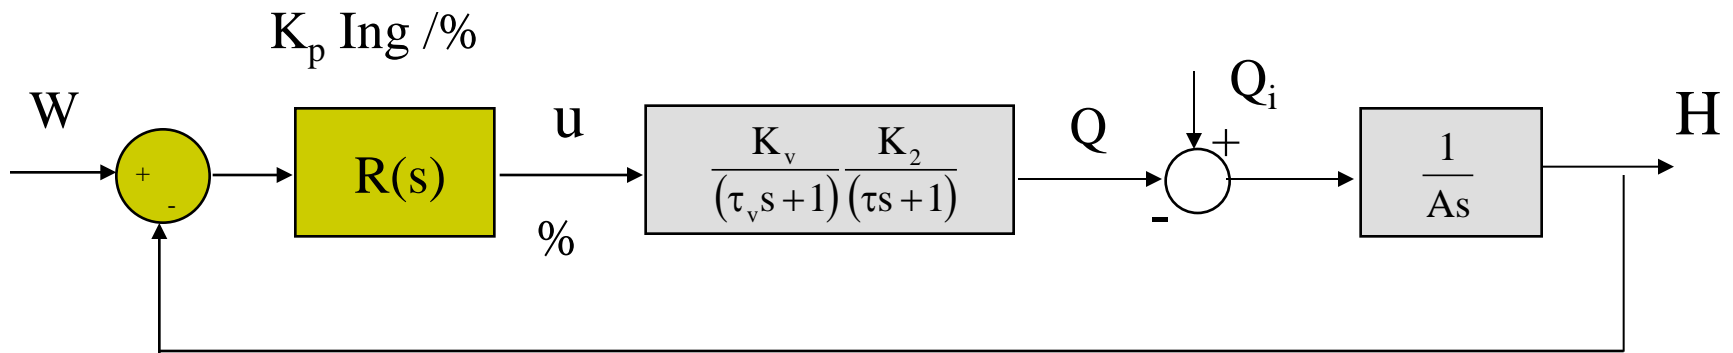 K_p Ing /%
W
+
-
R(s)
u
%
K_v K_2
(τ_v s + 1) (τs + 1)
Q
-
Q_i
+
1
As
H